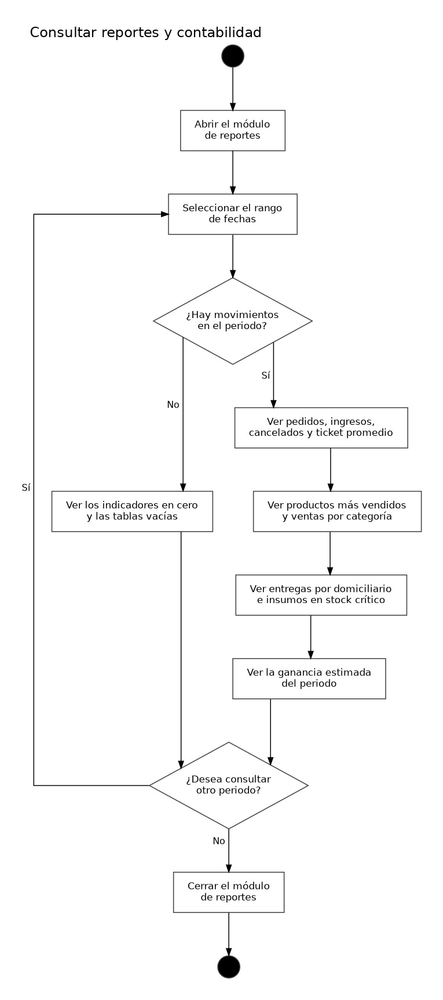 Consultar reportes y contabilidad
Abrir el módulo
de reportes
Seleccionar el rango
de fechas
¿Hay movimientos
en el periodo?
Sí
No
Ver pedidos, ingresos,
cancelados y ticket promedio
Sí
Ver los indicadores en cero
y las tablas vacías
Ver productos más vendidos
y ventas por categoría
Ver entregas por domiciliario
e insumos en stock crítico
Ver la ganancia estimada
del periodo
¿Desea consultar
otro periodo?
No
Cerrar el módulo
de reportes